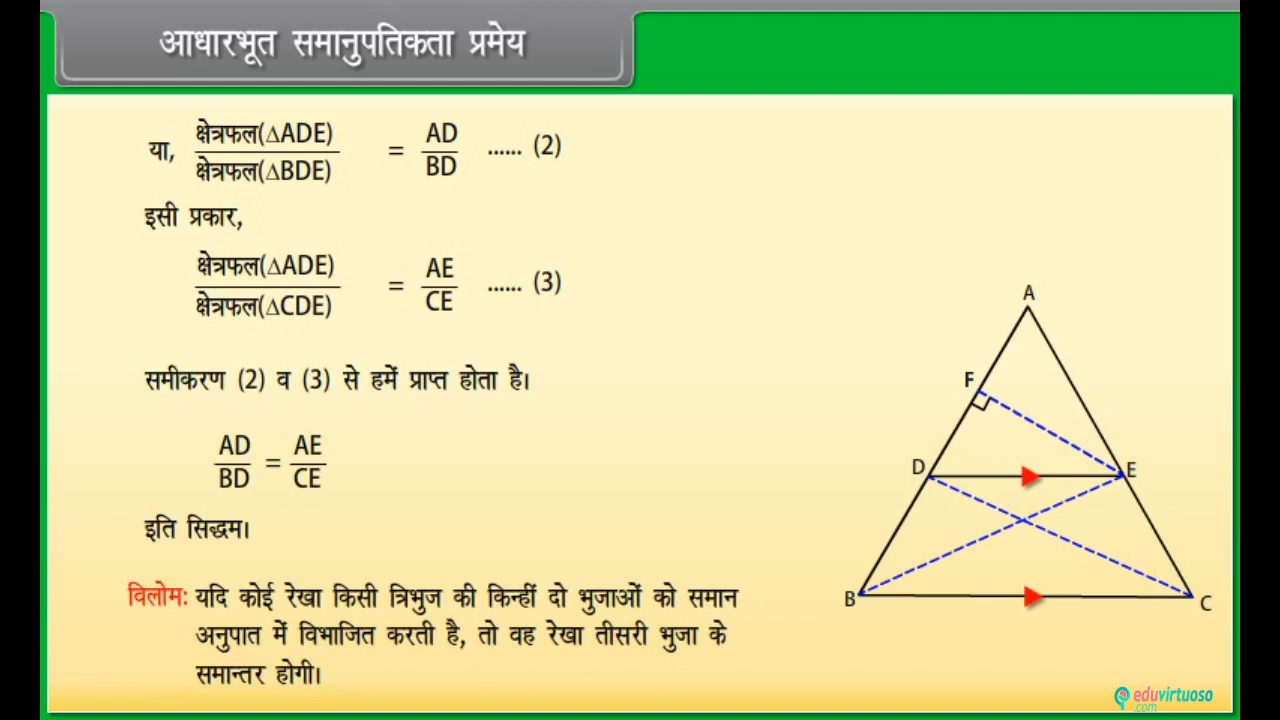 आधारभूत समानुपतिकता प्रमेय
या, क्षेत्रफल(∆ADE) / क्षेत्रफल(∆BDE) = AD / BD ...... (2)
इसी प्रकार,
क्षेत्रफल(∆ADE) / क्षेत्रफल(∆CDE) = AE / CE ...... (3)
समीकरण (2) व (3) से हमें प्राप्त होता है।
AD / BD = AE / CE
इति सिद्धम।
विलोम: यदि कोई रेखा किसी त्रिभुज की किन्हीं दो भुजाओं को समान
अनुपात में विभाजित करती है, तो वह रेखा तीसरी भुजा के
समान्तर होगी।
A
F
D
E
B
C
eduvirtuoso
.com